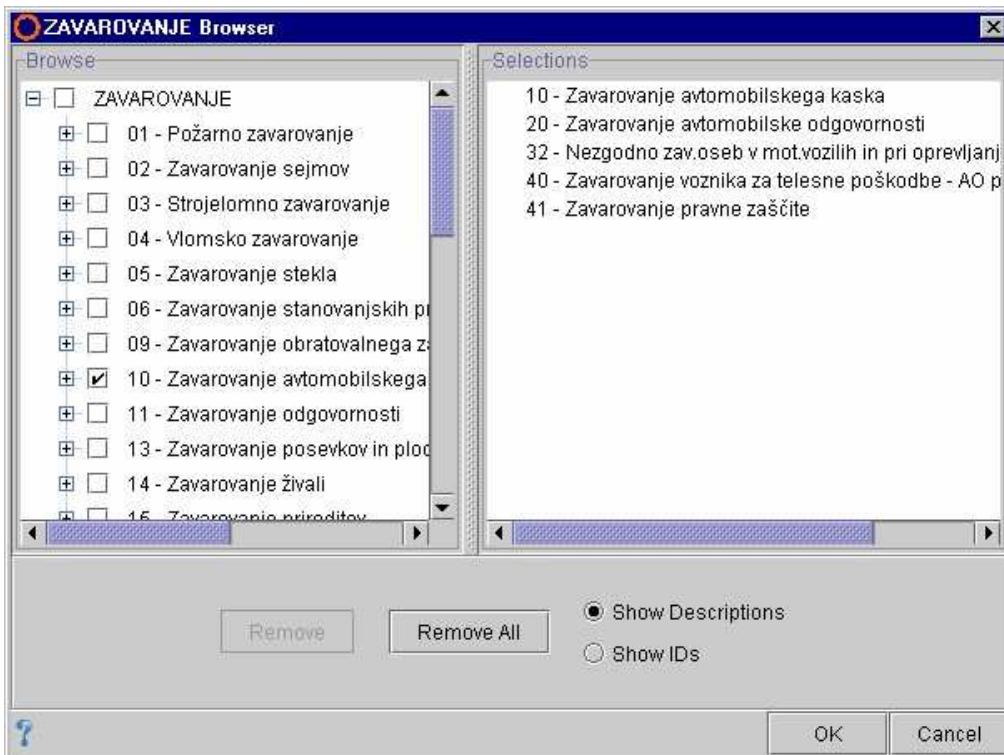 ZAVAROVANJE Browser
Browse
ZAVAROVANJE
01 - Požarno zavarovanje
02 - Zavarovanje sejmov
03 - Strojelomno zavarovanje
04 - Vlomsko zavarovanje
05 - Zavarovanje stekla
06 - Zavarovanje stanovanjskih
09 - Zavarovanje obratovalnega
10 - Zavarovanje avtomobilskega
11 - Zavarovanje odgovornosti
13 - Zavarovanje posevkov in
14 - Zavarovanje živali
Zavarovanje prireditev
Selections
10 - Zavarovanje avtomobilskega kaska
20 - Zavarovanje avtomobilske odgovornosti
32 - Nezgodno zav.oseb v mot.vozilih in pri oprevljanj
40 - Zavarovanje voznika za telesne poškodbe - AO p
41 - Zavarovanje pravne zaščite
Remove
Remove All
Show Descriptions
Show IDs
?
OK
Cancel